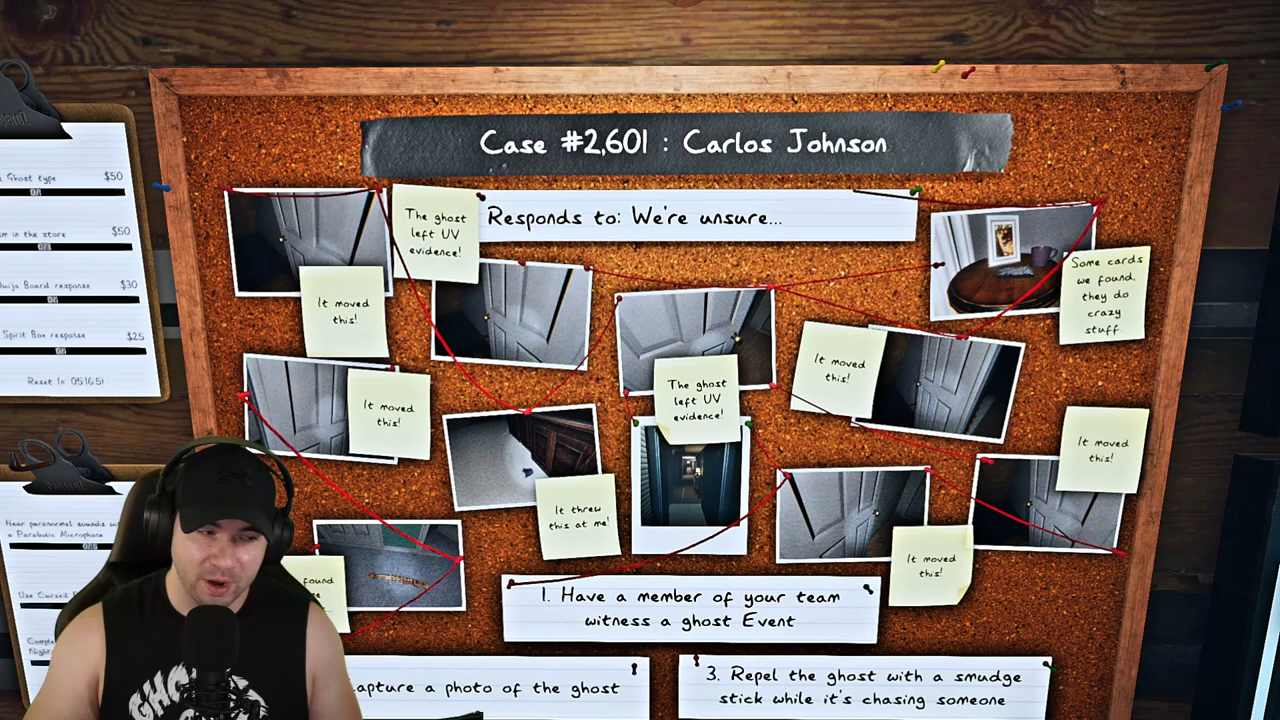 Case #2,601 : Carlos Johnson
Responds to: We're unsure...
The ghost
left UV
evidence!
It moved
this!
It moved
this!
It threw
this at me!
The ghost
left UV
evidence!
It moved
this!
Some cards
we found,
they do
crazy
stuff.
It moved
this!
It moved
this!
found
1. Have a member of your team
witness a ghost Event
apture a photo of the ghost
3. Repel the ghost with a smudge
stick while it's chasing someone
Ghost type $50
in the store $50
Ouija Board response $30
Spirit Box response $25
Reset In: 05:16:51
Hear paranormal sounds
a Parabolic Microphone
Use Cursed